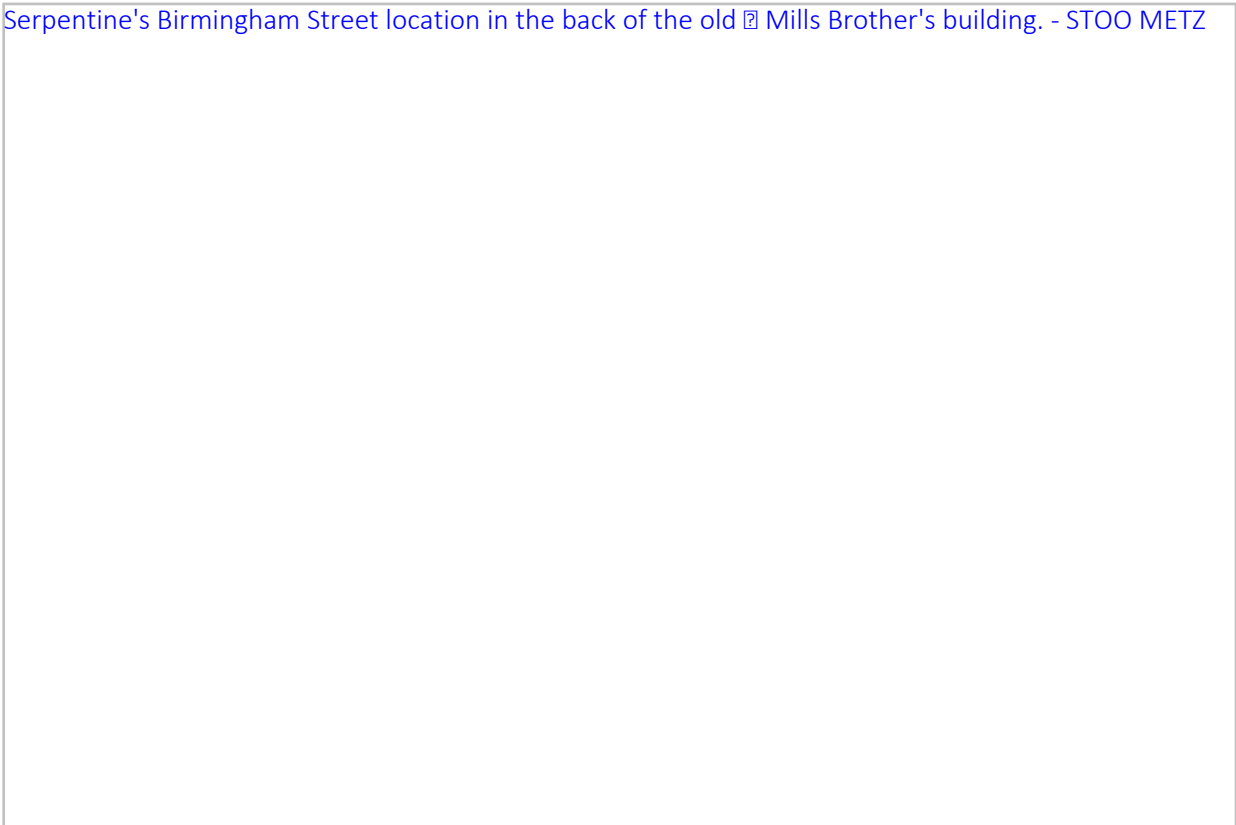 Serpentine's Birmingham Street location in the back of the old ⍰ Mills Brother's building. - STOO METZ